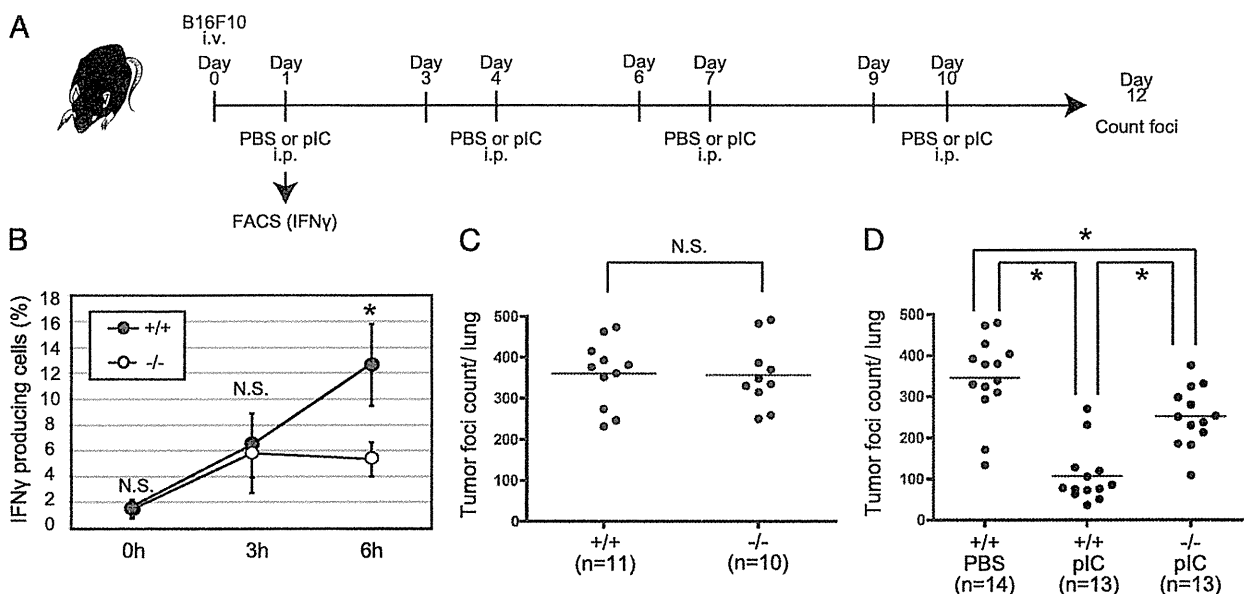 A
B16F10
i.v.
Day 0
Day 1
Day 3
Day 4
Day 6
Day 7
Day 9
Day 10
Day 12
PBS or pIC
i.p.
PBS or pIC
i.p.
PBS or pIC
i.p.
PBS or pIC
i.p.
Count foci
FACS (IFNγ)
B
IFNγ producing cells (%)
18
16
14
12
10
8
6
4
2
0
+/+
-/-
N.S.
N.S.
*
0h
3h
6h
C
N.S.
Tumor foci count/ lung
500
400
300
200
100
0
+/+
(n=11)
-/-
(n=10)
D
*
*
*
Tumor foci count/ lung
500
400
300
200
100
0
+/+
PBS
(n=14)
+/+
pIC
(n=13)
-/-
pIC
(n=13)